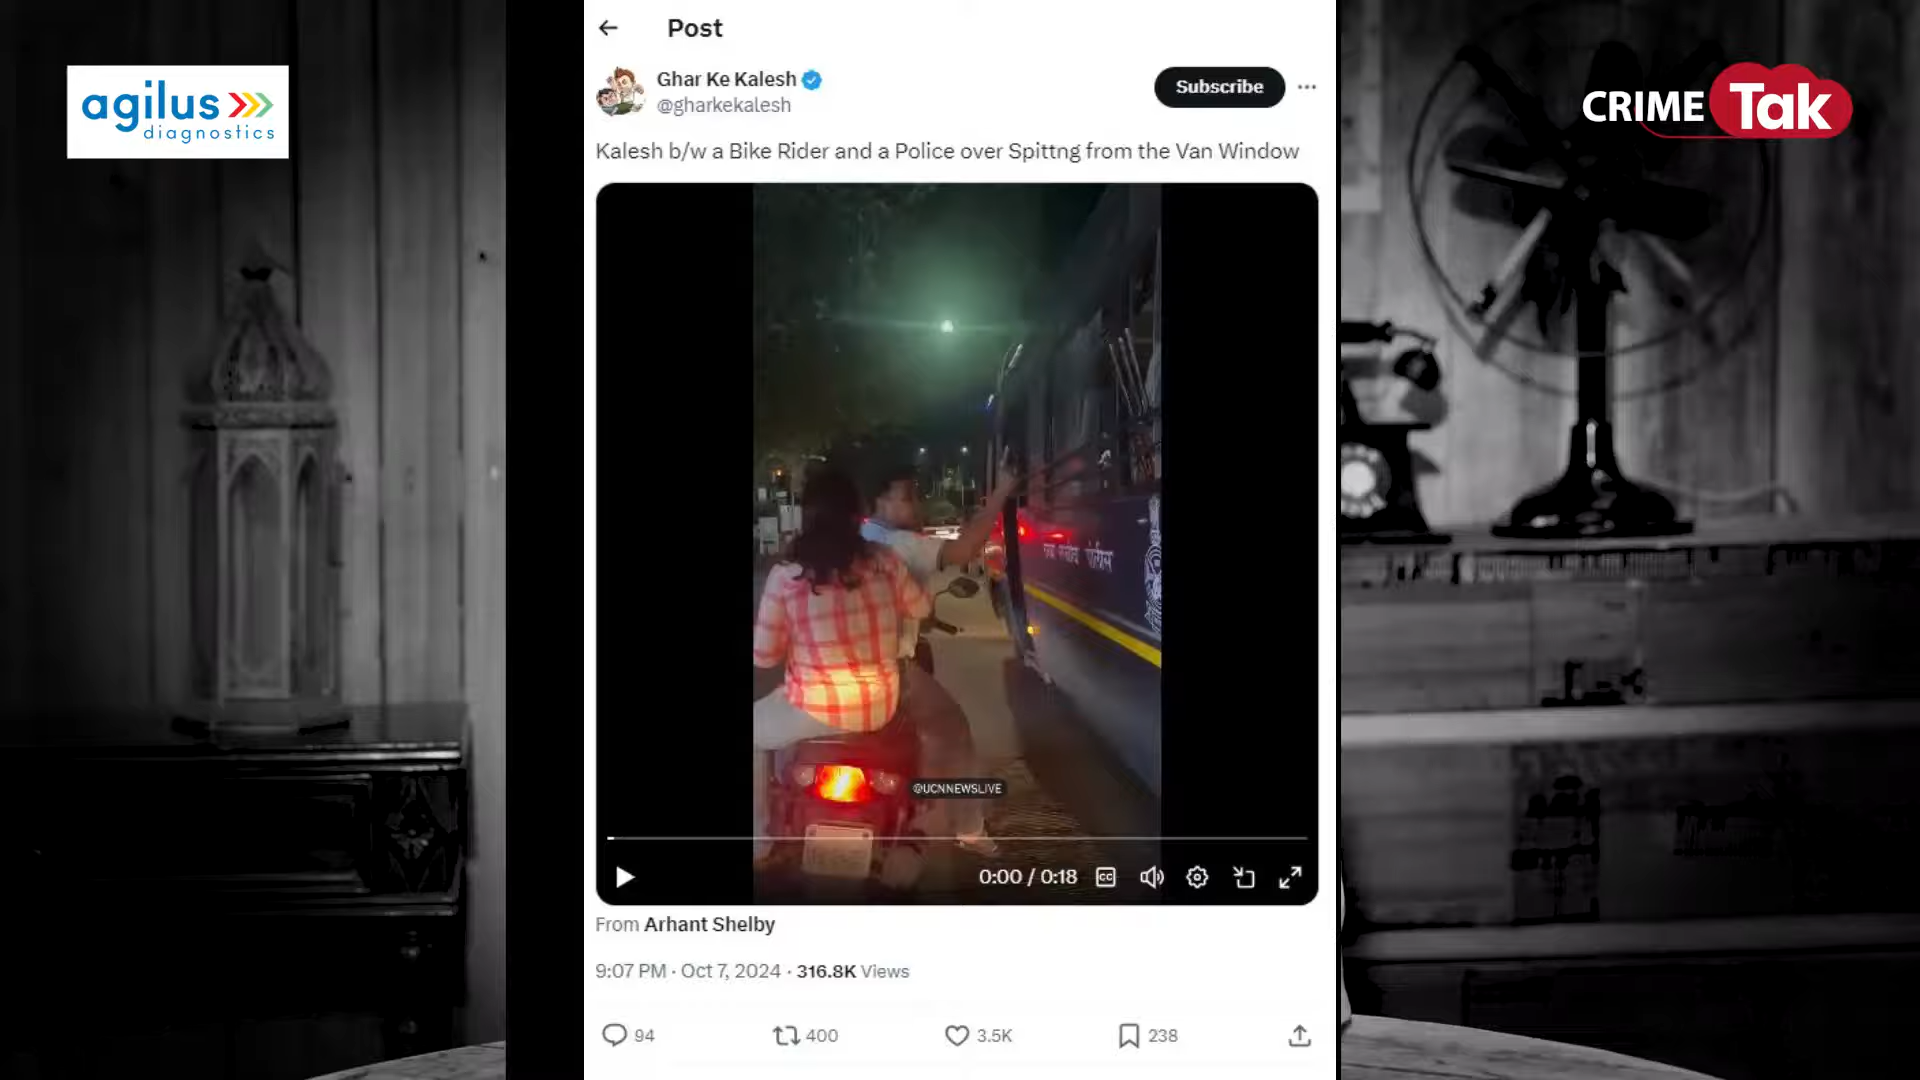 agilus
diagnostics
CRIME Tak
Post
Ghar Ke Kalesh
@gharkekalesh
Subscribe
Kalesh b/w a Bike Rider and a Police over Spittng from the Van Window
पोलिस
@UCNNEWSLIVE
0:00 / 0:18
CC
From Arhant Shelby
9:07 PM · Oct 7, 2024 · 316.8K Views
94
400
3.5K
238